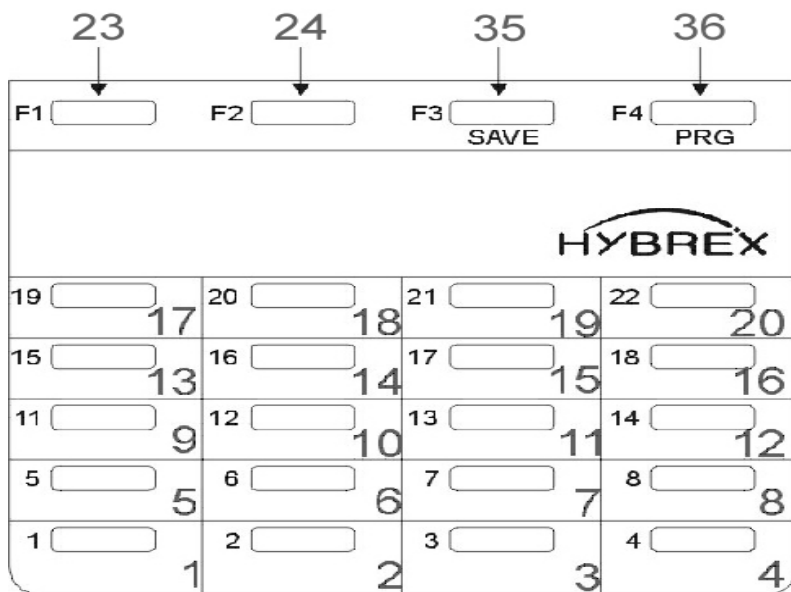 23 24 35 36
F1 F2 F3 F4
SAVE PRG
HYBREX
19 20 21 22
17 18 19 20
15 16 17 18
13 14 15 16
11 12 13 14
9 10 11 12
5 6 7 8
5 6 7 8
1 2 3 4
1 2 3 4